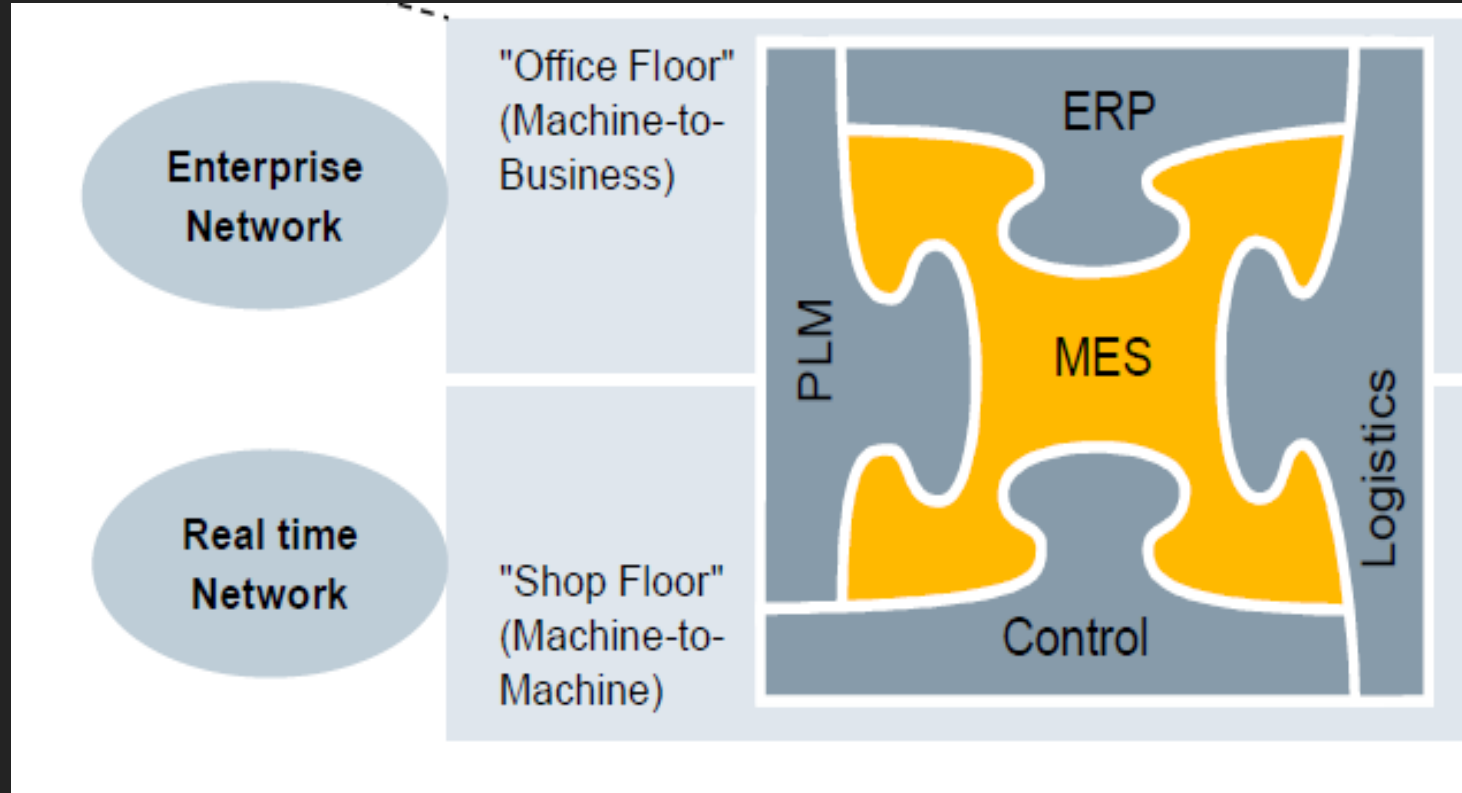 Enterprise
Network
"Office Floor"
(Machine-to-
Business)
ERP
PLM
MES
Logistics
Real time
Network
"Shop Floor"
(Machine-to-
Machine)
Control